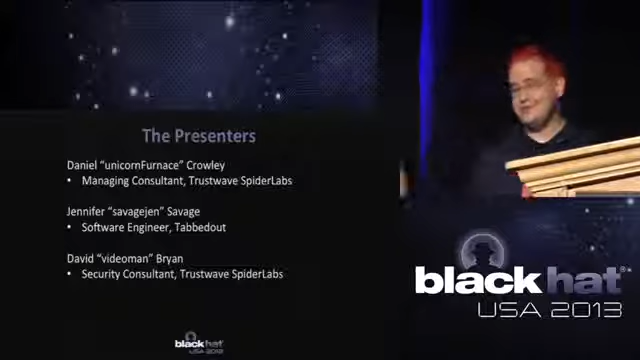 The Presenters
Daniel "unicornFurnace" Crowley
• Managing Consultant, Trustwave SpiderLabs
Jennifer "savagejen" Savage
• Software Engineer, Tabbedout
David "videoman" Bryan
• Security Consultant, Trustwave SpiderLabs
black hat
USA 2013
black hat®
USA 2013